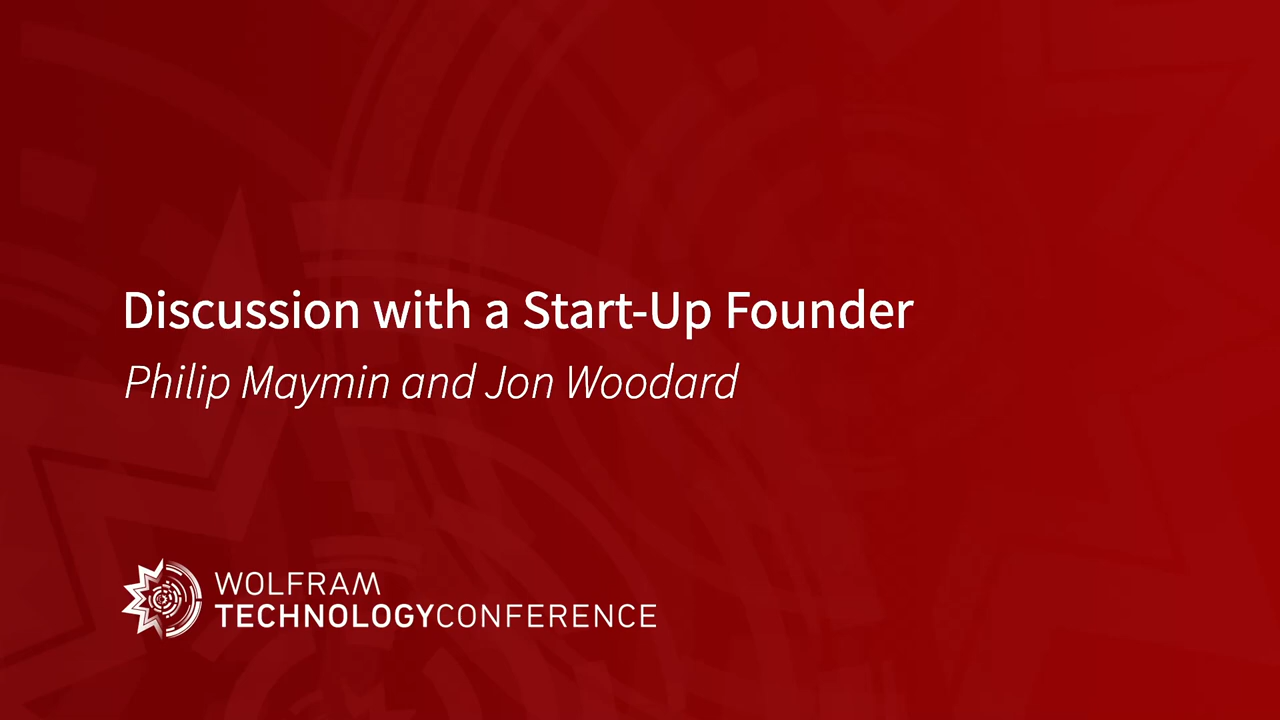 Discussion with a Start-Up Founder
Philip Maymin and Jon Woodard
WOLFRAM
TECHNOLOGYCONFERENCE